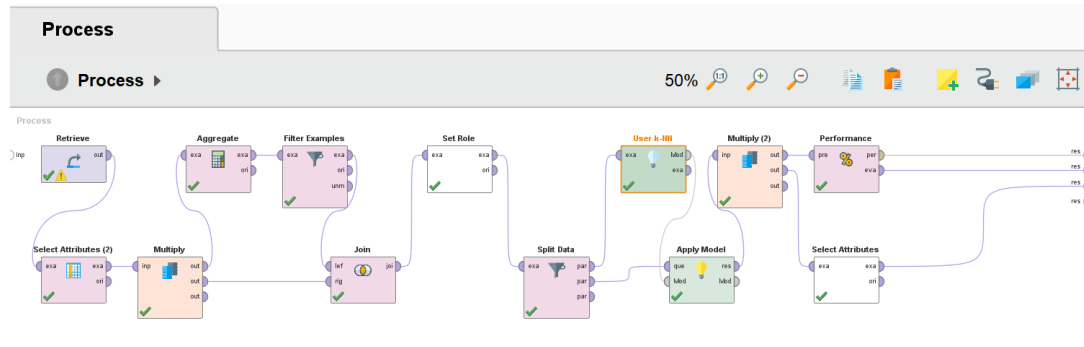 Process
Process
50%
1:1
Process
Retrieve
Aggregate
Filter Examples
Set Role
User k-NN
Multiply (2)
Performance
inp
out
exa
exa
ori
exa
exa
ori
unm
exa
exa
ori
exa
Mod
exa
inp
out
out
out
pre
per
eva
res
res
res
res
Select Attributes (2)
Multiply
Join
Split Data
Apply Model
Select Attributes
exa
exa
ori
inp
out
out
out
lef
rig
joi
exa
par
par
par
que
Mod
res
Mod
exa
exa
ori